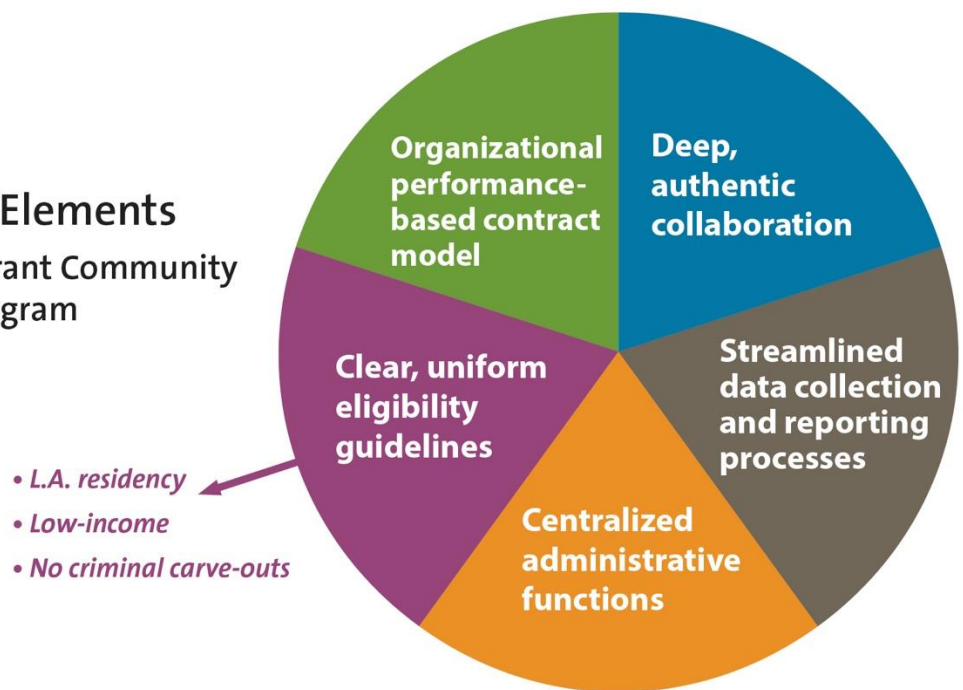 Elements
rant Community
gram
Organizational
performance-
based contract
model
Deep,
authentic
collaboration
Streamlined
data collection
and reporting
processes
Centralized
administrative
functions
Clear, uniform
eligibility
guidelines
• L.A. residency
• Low-income
• No criminal carve-outs